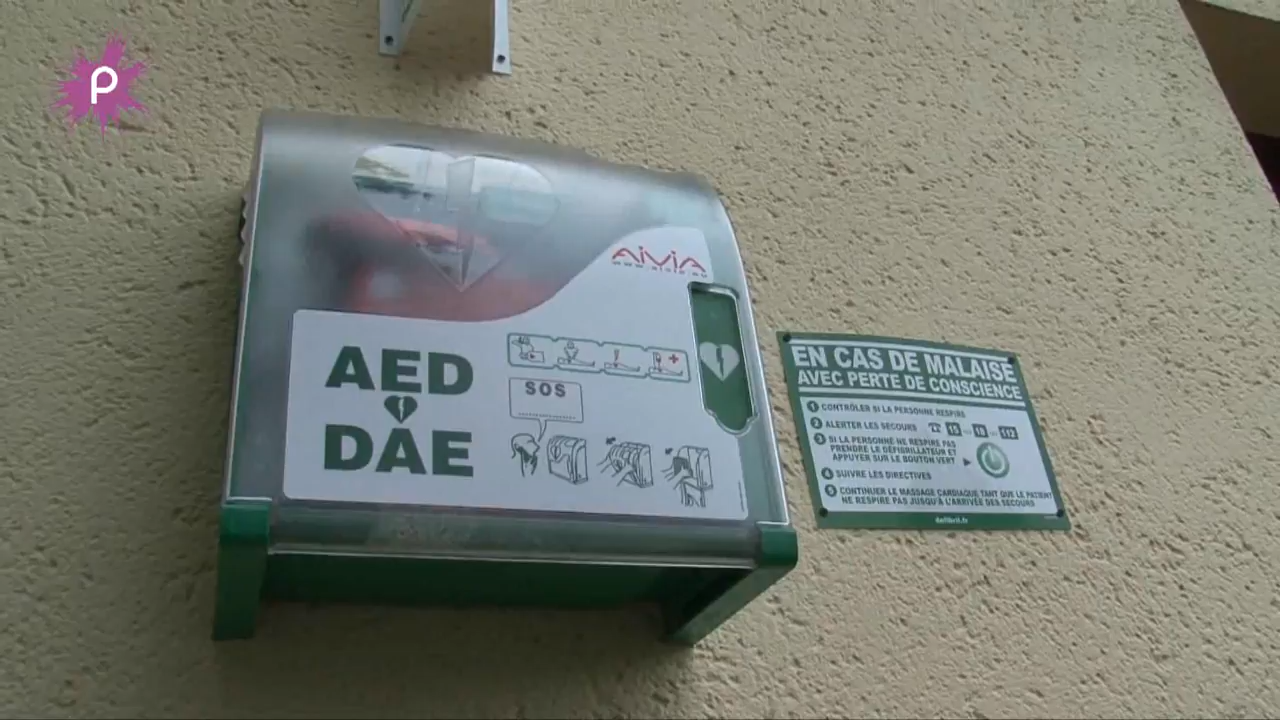 P
AiViA
www.aivia.eu
AED
DAE
SOS
EN CAS DE MALAISE
AVEC PERTE DE CONSCIENCE
1 CONTRÔLER SI LA PERSONNE RESPIRE
2 ALERTER LES SECOURS 15 18 112
3 SI LA PERSONNE NE RESPIRE PAS
PRENDRE LE DÉFIBRILLATEUR ET
APPUYER SUR LE BOUTON VERT
4 SUIVRE LES DIRECTIVES
5 CONTINUER LE MASSAGE CARDIAQUE TANT QUE LE PATIENT
NE RESPIRE PAS JUSQU'À L'ARRIVÉE DES SECOURS
defibril.fr